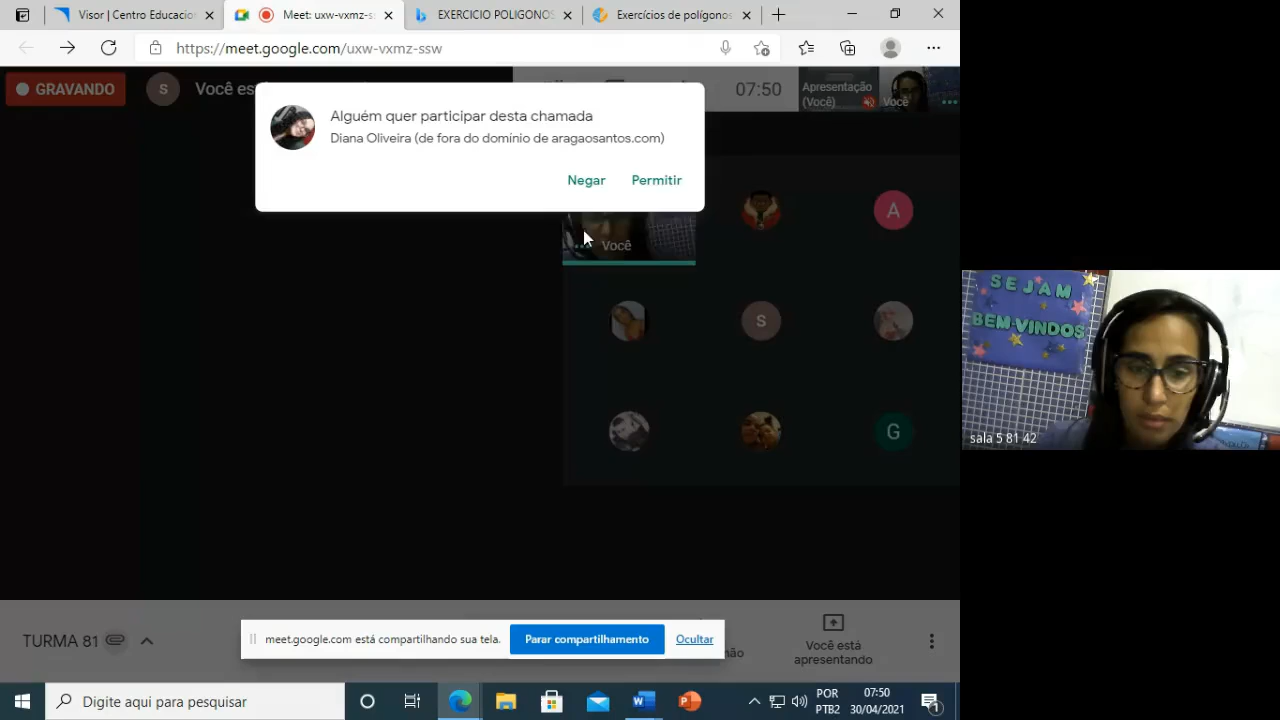 Visor | Centro Educacio
Meet: uxw-vxmz-s
EXERCICIO POLIGONOS
Exercícios de polígonos
https://meet.google.com/uxw-vxmz-ssw
GRAVANDO
S
Você es
07:50
Apresentação
(Você)
Você
Alguém quer participar desta chamada
Diana Oliveira (de fora do domínio de aragaosantos.com)
Negar
Permitir
A
Você
S
G
SEJAM
BEM-VINDOS
sala 5 81 42
TURMA 81
meet.google.com está compartilhando sua tela.
Parar compartilhamento
Ocultar
não
Você está
apresentando
Digite aqui para pesquisar
POR
PTB2
07:50
30/04/2021
1